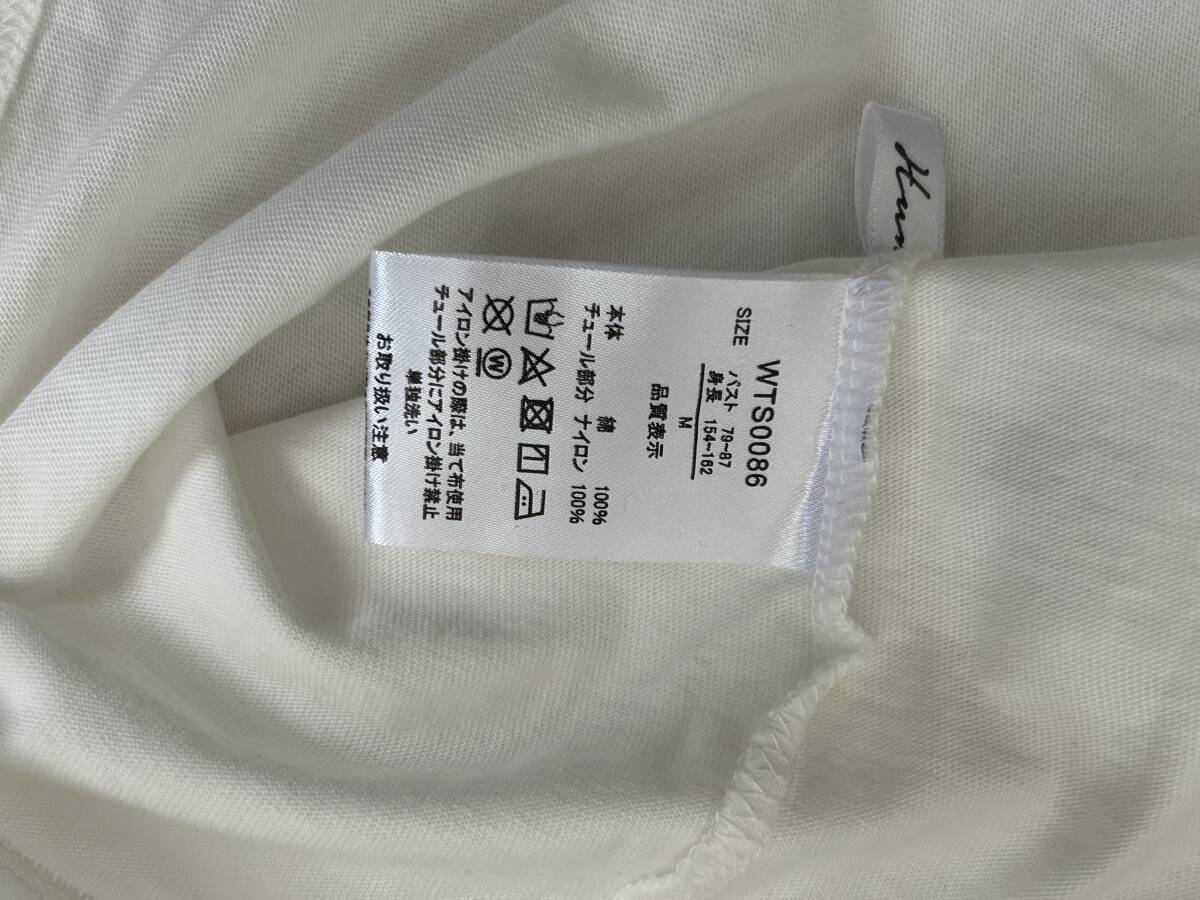 Hum
WTS0086
SIZE
バスト 79~87
身長 154~162
M
品質表示
本体 綿 100%
チュール部分 ナイロン 100%
W
アイロン掛けの際は、当て布使用
チュール部分にアイロン掛け禁止
単独洗い
お取り扱い注意